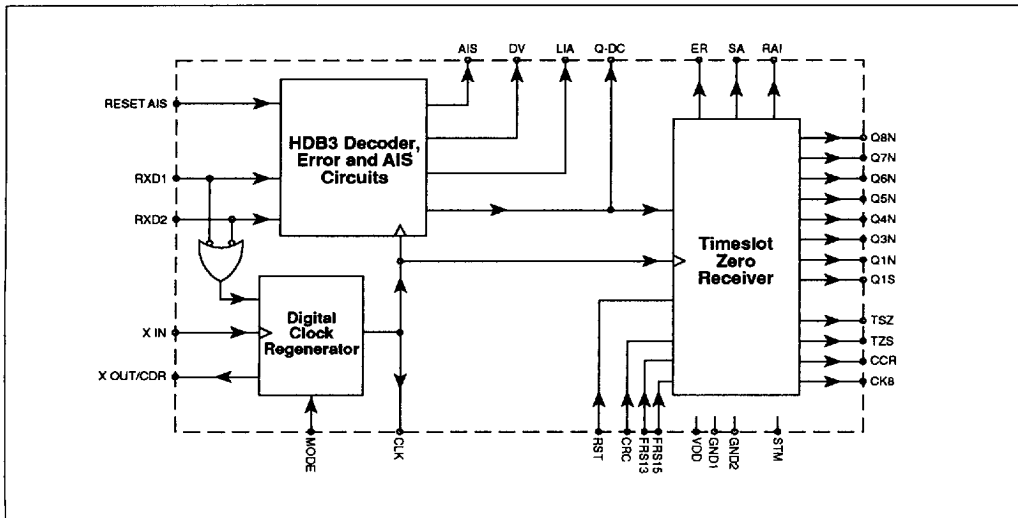 AIS DV LIA Q-DC ER SA RAI
RESET AIS
HDB3 Decoder,
Error and AIS
Circuits
RXD1
RXD2
Timeslot
Zero
Receiver
Q8N
Q7N
Q6N
Q5N
Q4N
Q3N
Q1N
Q1S
Digital
Clock
Regenerator
X IN
X OUT/CDR
TSZ
TZS
CCR
CK8
MODE
CLK
RST
CRC
FRS13
FRS15
VDD
GND1
GND2
STM